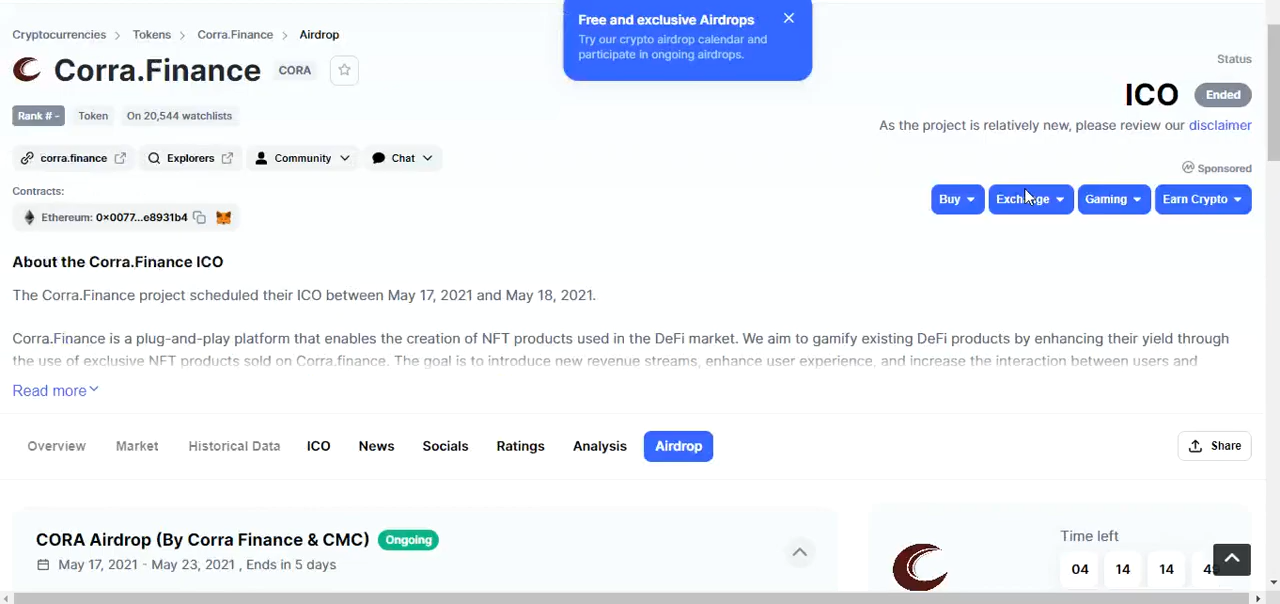 Free and exclusive Airdrops
Try our crypto airdrop calendar and
participate in ongoing airdrops.
Cryptocurrencies > Tokens > Corra.Finance > Airdrop
Corra.Finance CORA
Status
ICO Ended
As the project is relatively new, please review our disclaimer
Rank # - Token On 20,544 watchlists
corra.finance Explorers Community Chat
Sponsored
Contracts:
Buy Exchange Gaming Earn Crypto
Ethereum: 0x0077...e8931b4
About the Corra.Finance ICO
The Corra.Finance project scheduled their ICO between May 17, 2021 and May 18, 2021.
Corra.Finance is a plug-and-play platform that enables the creation of NFT products used in the DeFi market. We aim to gamify existing DeFi products by enhancing their yield through
the use of exclusive NFT products sold on Corra.finance. The goal is to introduce new revenue streams, enhance user experience, and increase the interaction between users and
Read more
Overview Market Historical Data ICO News Socials Ratings Analysis Airdrop Share
CORA Airdrop (By Corra Finance & CMC) Ongoing
May 17, 2021 - May 23, 2021 , Ends in 5 days
Time left
04 14 14